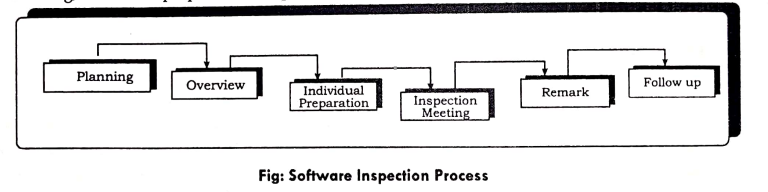 Planning
Overview
Individual
Preparation
Inspection
Meeting
Remark
Follow up
Fig: Software Inspection Process